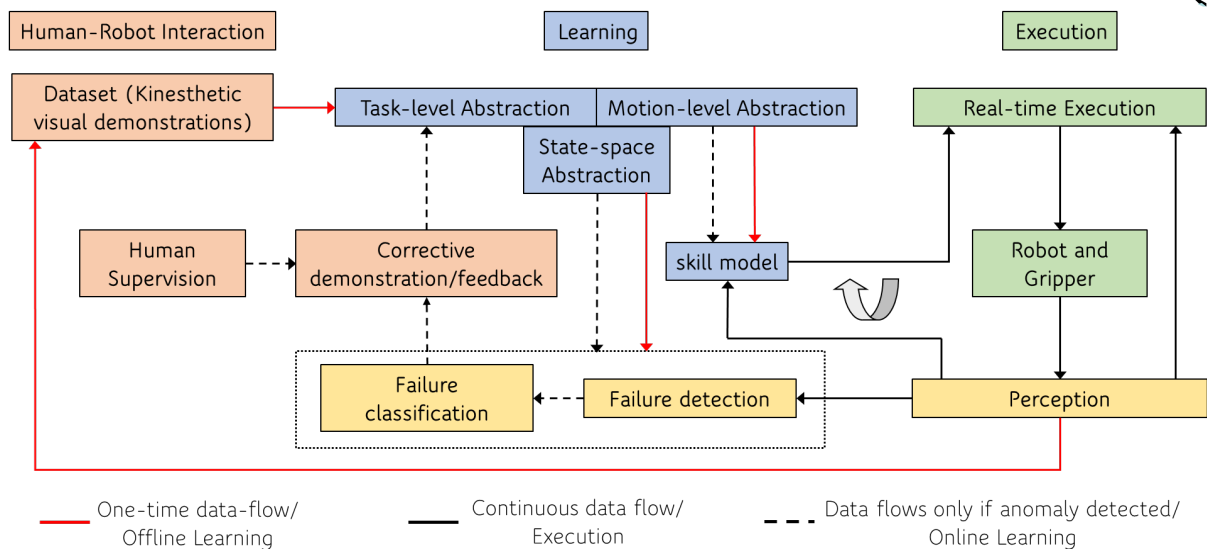 Human-Robot Interaction
Learning
Execution
Dataset (Kinesthetic
visual demonstrations)
Task-level Abstraction
Motion-level Abstraction
Real-time Execution
State-space
Abstraction
Human
Supervision
Corrective
demonstration/feedback
skill model
Robot and
Gripper
Failure
classification
Failure detection
Perception
One-time data-flow/
Offline Learning
Continuous data flow/
Execution
Data flows only if anomaly detected/
Online Learning